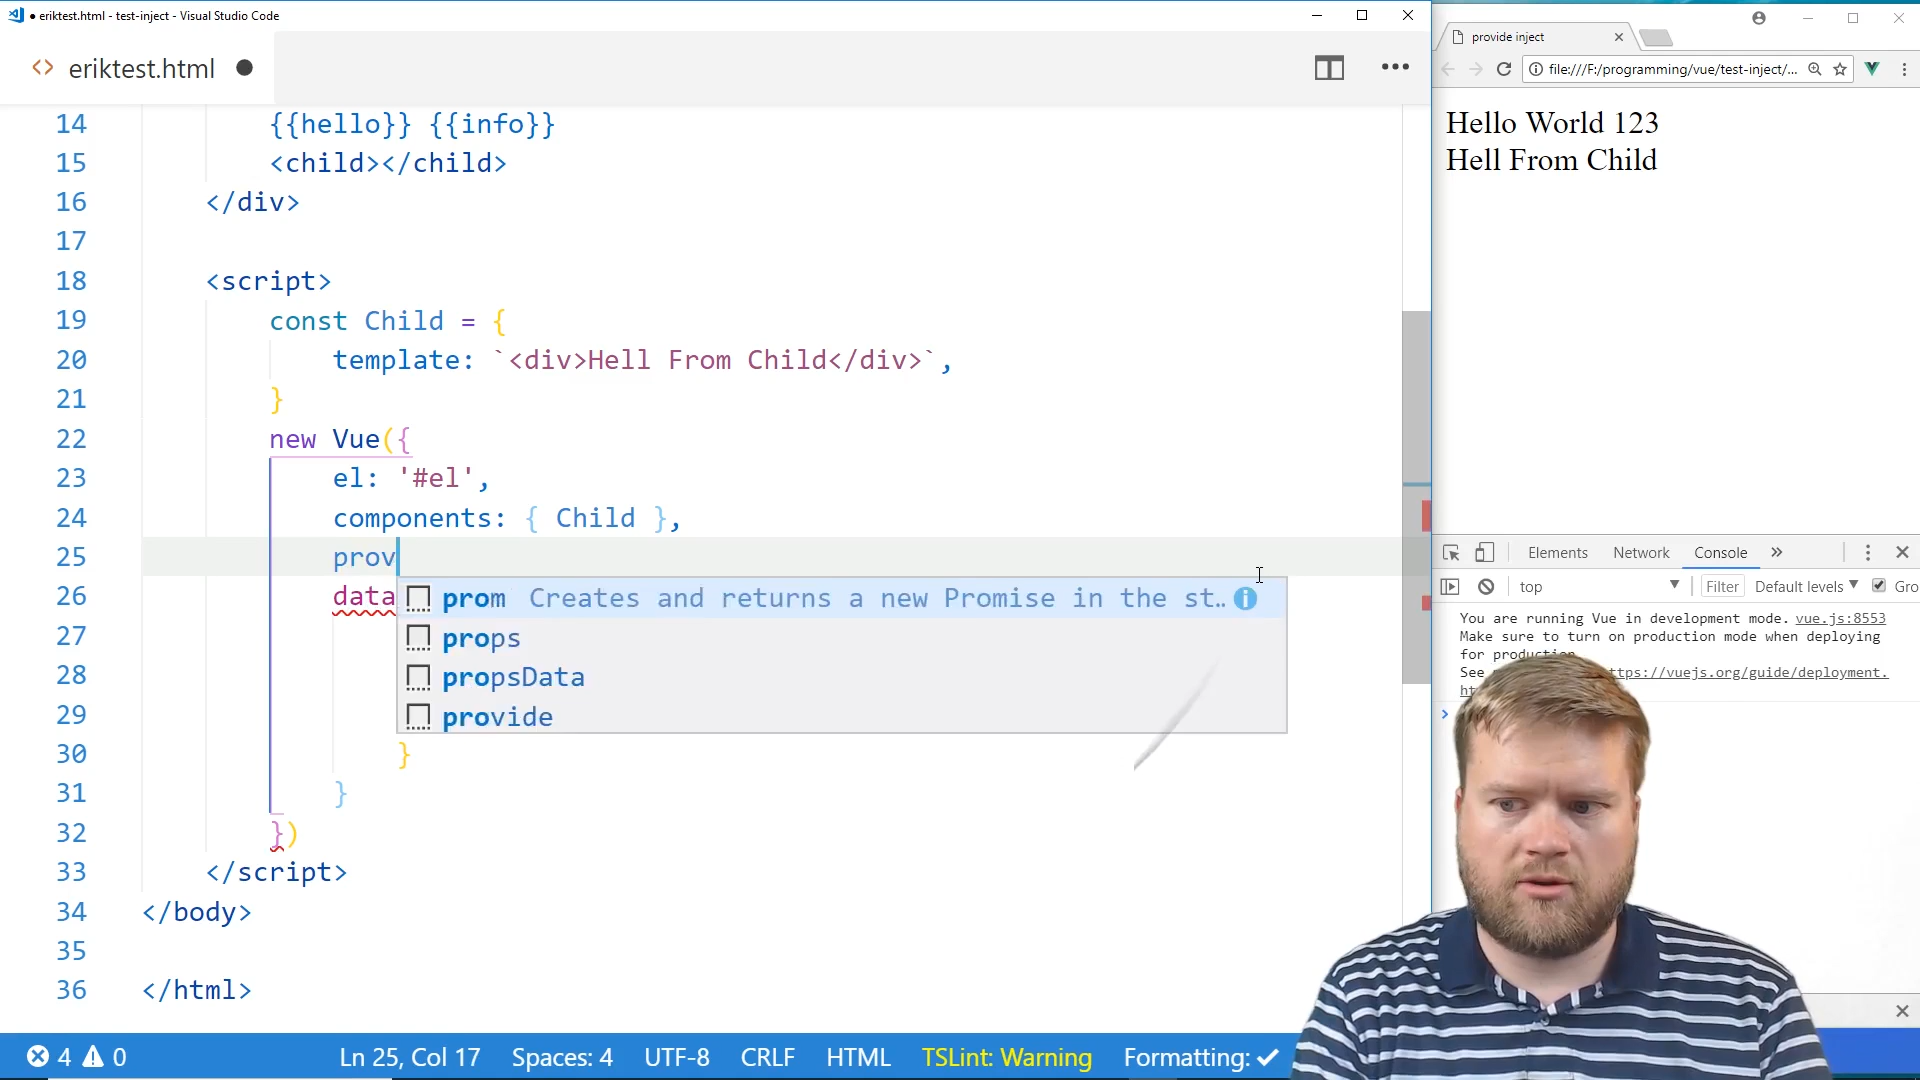 eriktest.html - test-inject - Visual Studio Code
eriktest.html
14 {{hello}} {{info}}
15 <child></child>
16 </div>
17
18 <script>
19 const Child = {
20 template: `<div>Hell From Child</div>`,
21 }
22 new Vue({
23 el: '#el',
24 components: { Child },
25 prov
26 data
prom Creates and returns a new Promise in the st…
27
props
28
propsData
29
provide
30 }
31 }
32 })
33 </script>
34 </body>
35
36 </html>
4 0 Ln 25, Col 17 Spaces: 4 UTF-8 CRLF HTML TSLint: Warning Formatting:
provide inject
file:///F:/programming/vue/test-inject/...
Hello World 123
Hell From Child
Elements Network Console
top Filter Default levels Gro
You are running Vue in development mode. vue.js:8553
Make sure to turn on production mode when deploying
for production
See ttps://vuejs.org/guide/deployment.